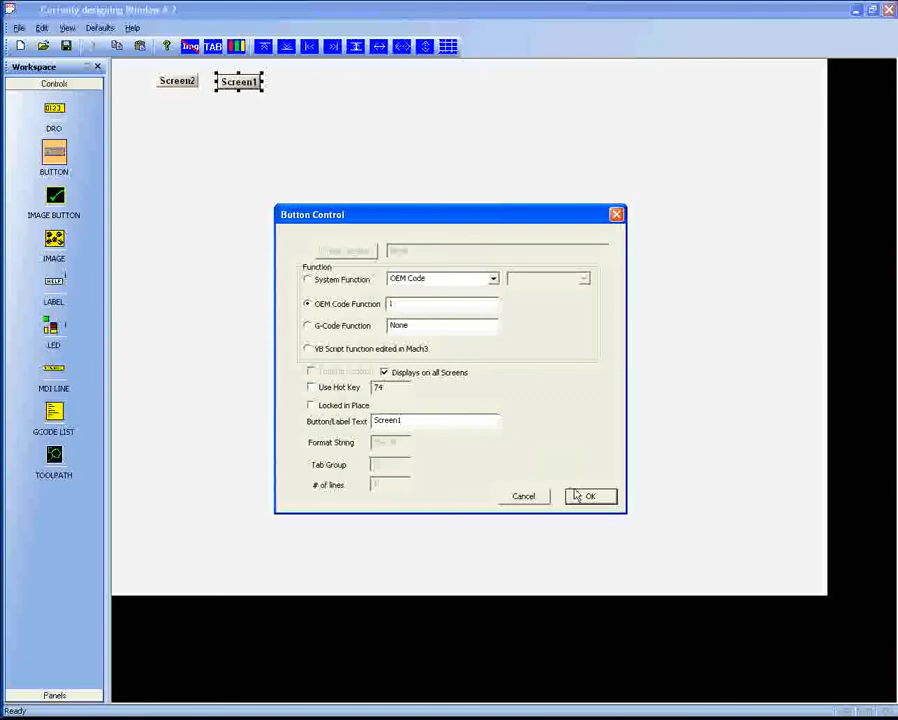 Currently designing Window # 2
File Edit View Defaults Help
TAB
Workspace
Controls
DRO
BUTTON
IMAGE BUTTON
IMAGE
HELP
LABEL
LED
MDI LINE
GCODE LIST
TOOLPATH
Panels
Ready
Screen2 Screen1
Button Control
Function
System Function OEM Code
OEM Code Function 1
G-Code Function None
VB Script function edited in Mach3
Displays on all Screens
Use Hot Key 74
Locked in Place
Button/Label Text Screen1
Format String
Tab Group
# of lines
Cancel OK